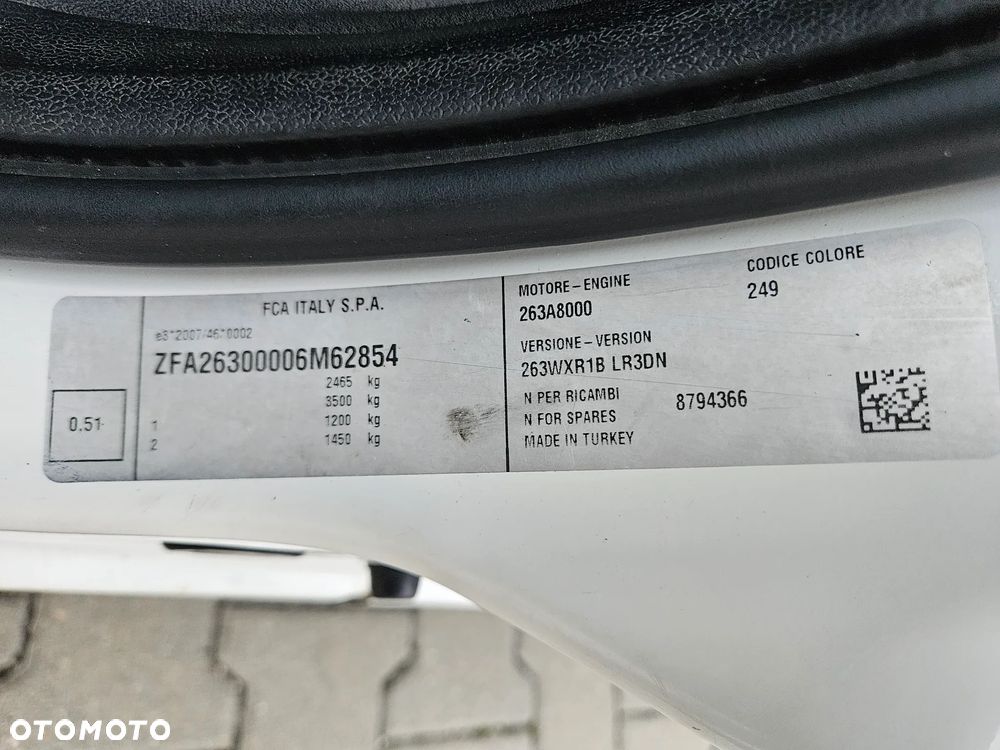 FCA ITALY S.P.A.
e3*2007/46*0002
ZFA26300006M62854
2465 kg
3500 kg
1 1200 kg
2 1450 kg
0.51
MOTORE-ENGINE
263A8000
CODICE COLORE
249
VERSIONE-VERSION
263WXR1B LR3DN
N PER RICAMBI
N FOR SPARES
8794366
MADE IN TURKEY
OTOMOTO